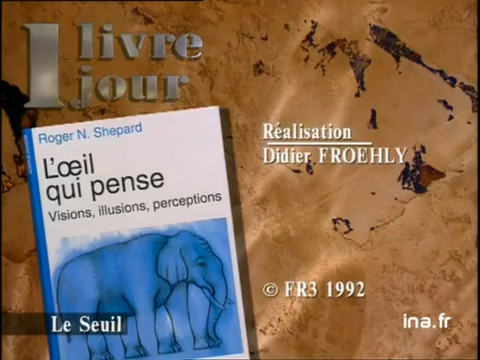 1 livre
jour
Roger N. Shepard
L'œil
qui pense
Visions, illusions, perceptions
Le Seuil
Réalisation
Didier FROEHLY
© FR3 1992
ina.fr